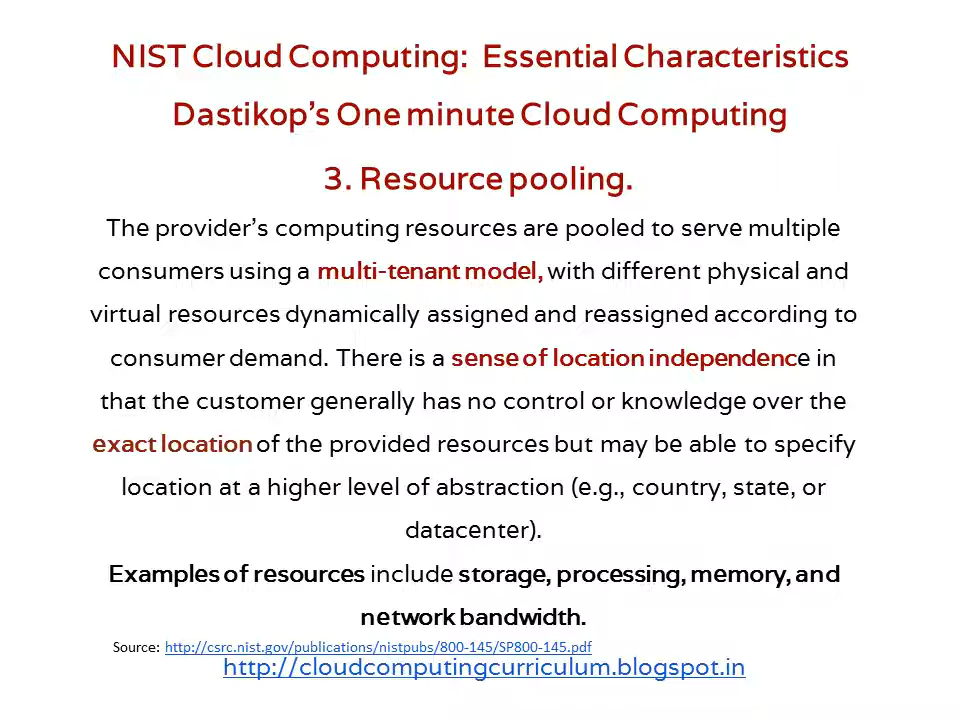 NIST Cloud Computing: Essential Characteristics
Dastikop's One minute Cloud Computing
3. Resource pooling.
The provider's computing resources are pooled to serve multiple
consumers using a multi-tenant model, with different physical and
virtual resources dynamically assigned and reassigned according to
consumer demand. There is a sense of location independence in
that the customer generally has no control or knowledge over the
exact location of the provided resources but may be able to specify
location at a higher level of abstraction (e.g., country, state, or
datacenter).
Examples of resources include storage, processing, memory, and
network bandwidth.
Source: http://csrc.nist.gov/publications/nistpubs/800-145/SP800-145.pdf
http://cloudcomputingcurriculum.blogspot.in